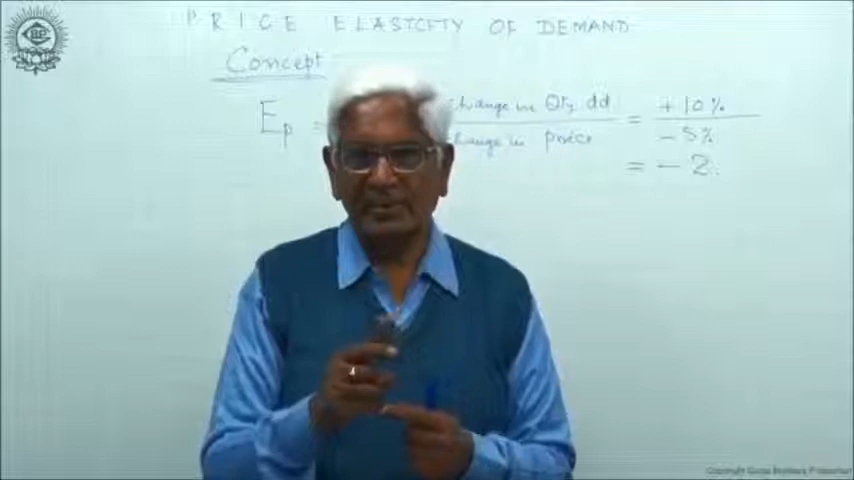 PRICE ELASTCITY OF DEMAND
Concept
Ep = change in Qty dd = +10%
change in price - 5%
= - 2.